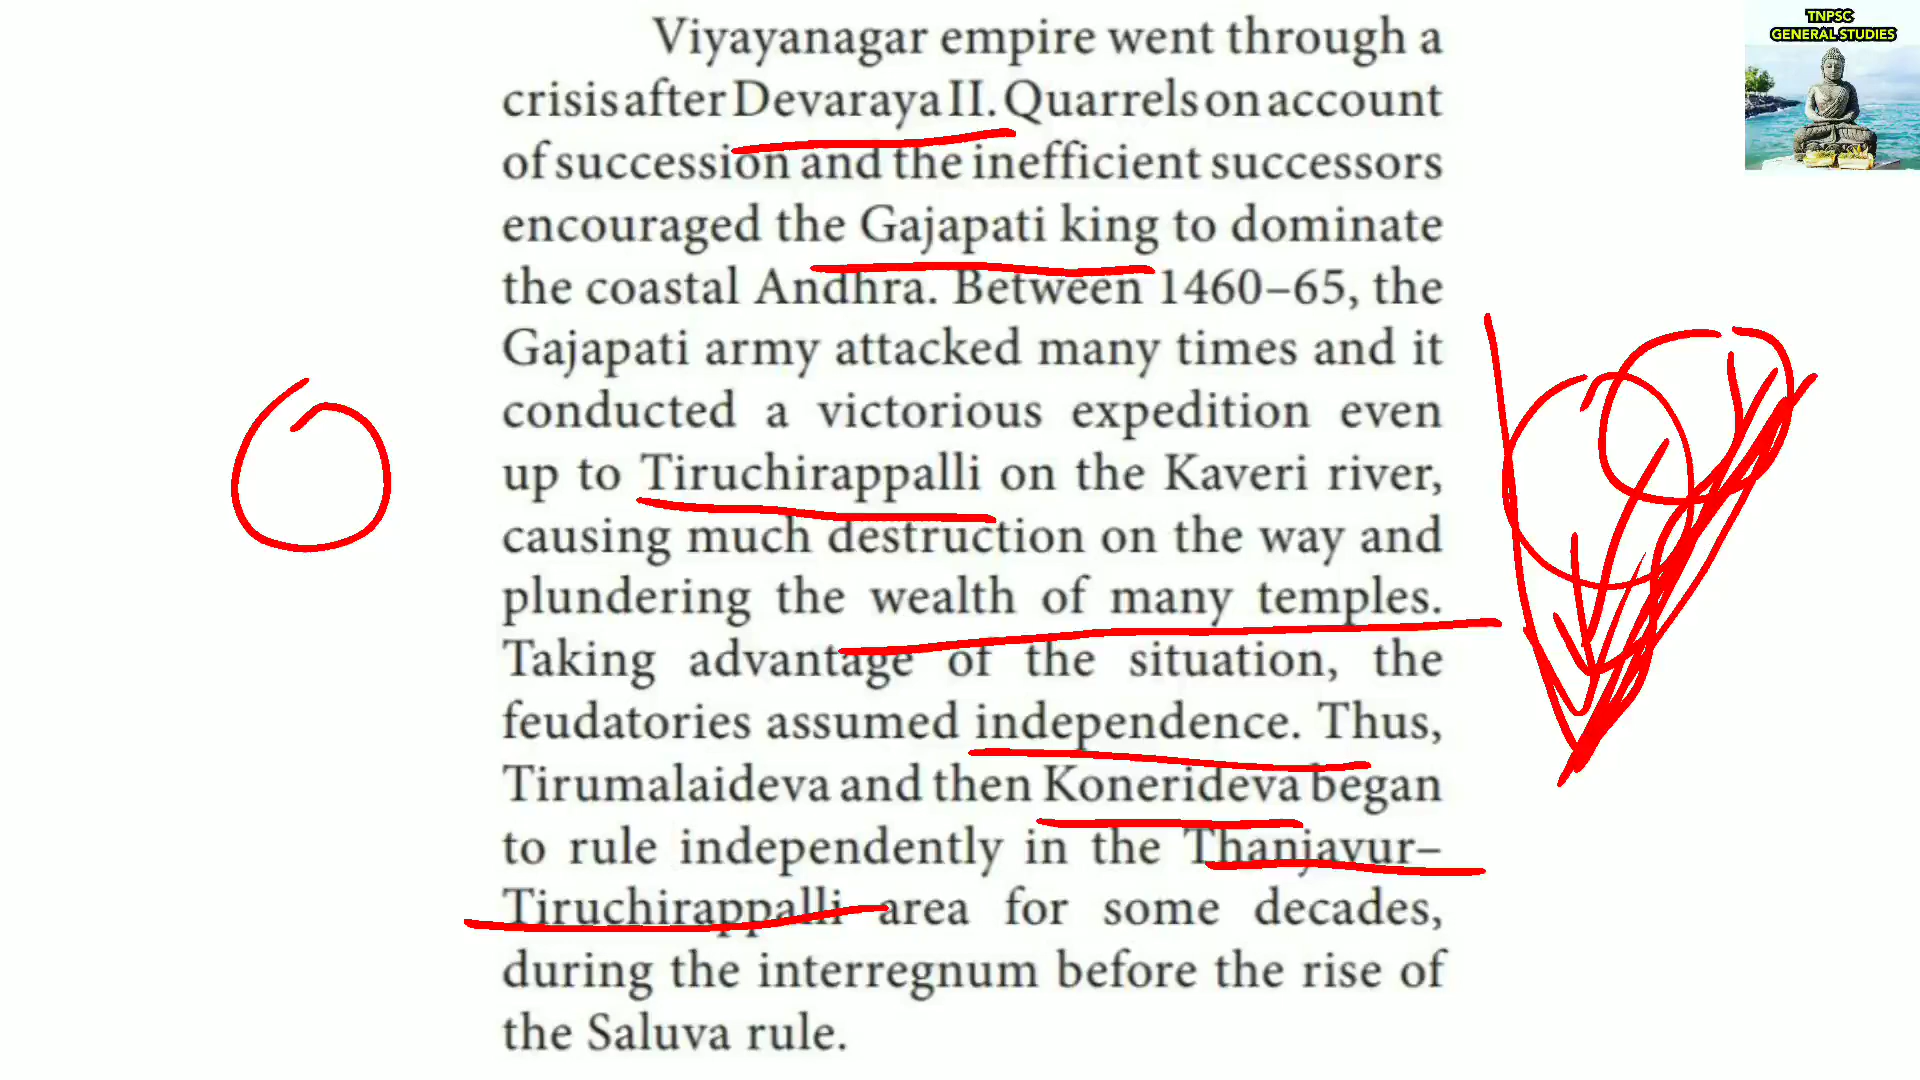 TNPSC
GENERAL STUDIES
Viyayanagar empire went through a
crisis after Devaraya II. Quarrels on account
of succession and the inefficient successors
encouraged the Gajapati king to dominate
the coastal Andhra. Between 1460–65, the
Gajapati army attacked many times and it
conducted a victorious expedition even
up to Tiruchirappalli on the Kaveri river,
causing much destruction on the way and
plundering the wealth of many temples.
Taking advantage of the situation, the
feudatories assumed independence. Thus,
Tirumalaideva and then Konerideva began
to rule independently in the Thanjavur–
Tiruchirappalli area for some decades,
during the interregnum before the rise of
the Saluva rule.